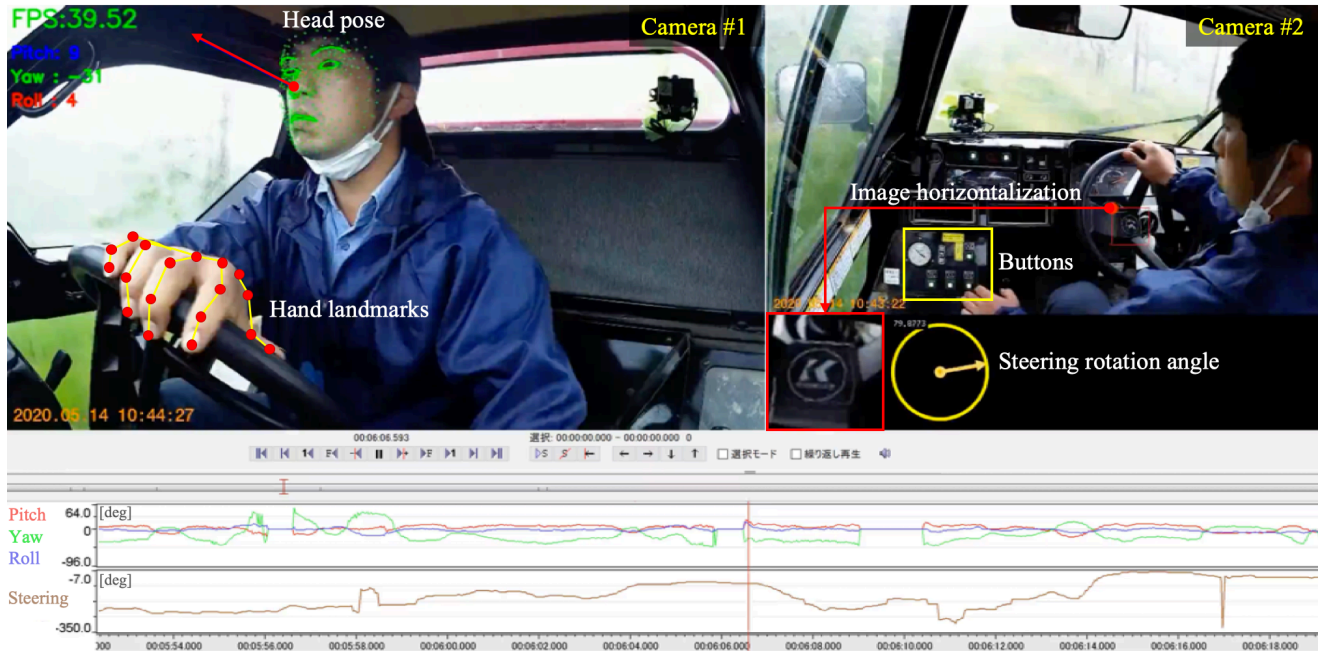 FPS:39.52
Pitch: 9
Yaw : -31
Roll : 4
Head pose
Camera #1
Camera #2
Image horizontalization
Buttons
Hand landmarks
2020.05.14 10:44:27
79.8773
Steering rotation angle
00:06:06.593
選択: 00:00:00.000 - 00:00:00.000 0
1 F F 1 S S
選択モード
繰り返し再生
Pitch
Yaw
Roll
64.0
[deg]
0
-96.0
Steering
-7.0
[deg]
-350.0
00:05:54.000 00:05:56.000 00:05:58.000 00:06:00.000 00:06:02.000 00:06:04.000 00:06:06.000 00:06:08.000 00:06:10.000 00:06:12.000 00:06:14.000 00:06:16.000 00:06:18.000